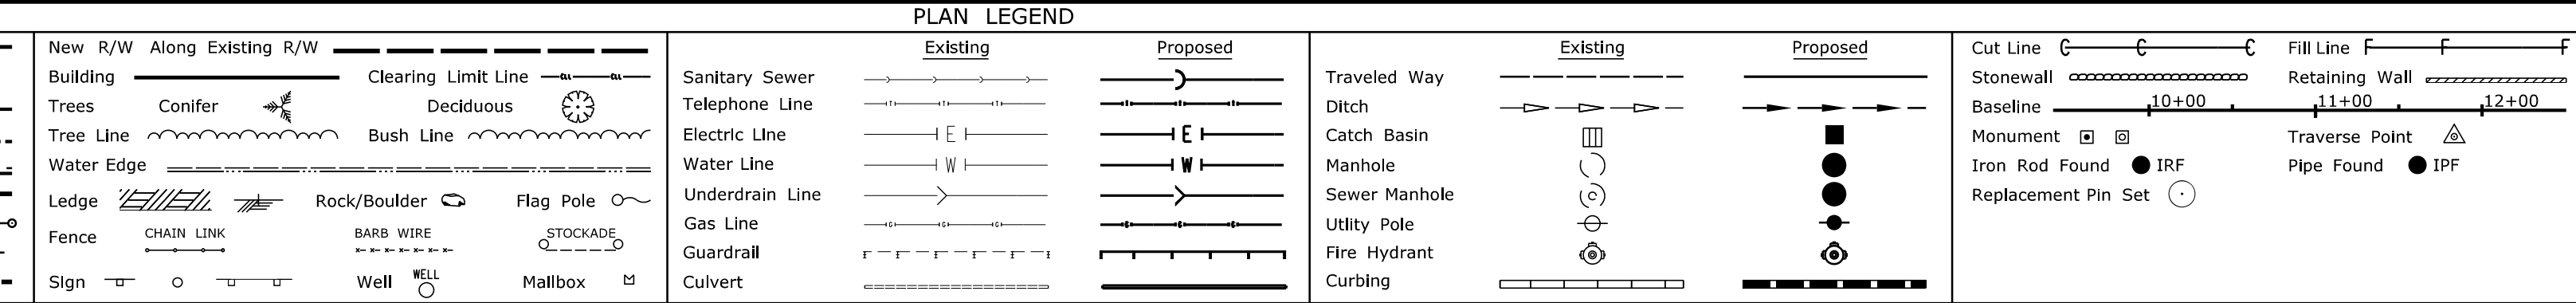 PLAN LEGEND
New R/W Along Existing R/W
Building
Clearing Limit Line
Trees Conifer Deciduous
Tree Line Bush Line
Water Edge
Ledge Rock/Boulder Flag Pole
Fence CHAIN LINK BARB WIRE STOCKADE
Sign Well WELL Mailbox
Existing Proposed
Sanitary Sewer
Telephone Line T T T T T T
Electric Line E E
Water Line W W
Underdrain Line
Gas Line G G G G G G
Guardrail
Culvert
Existing Proposed
Traveled Way
Ditch
Catch Basin
Manhole
Sewer Manhole
Utlity Pole
Fire Hydrant
Curbing
Cut Line C C C Fill Line F F F
Stonewall Retaining Wall
Baseline 10+00 11+00 12+00
Monument Traverse Point
Iron Rod Found IRF Pipe Found IPF
Replacement Pin Set